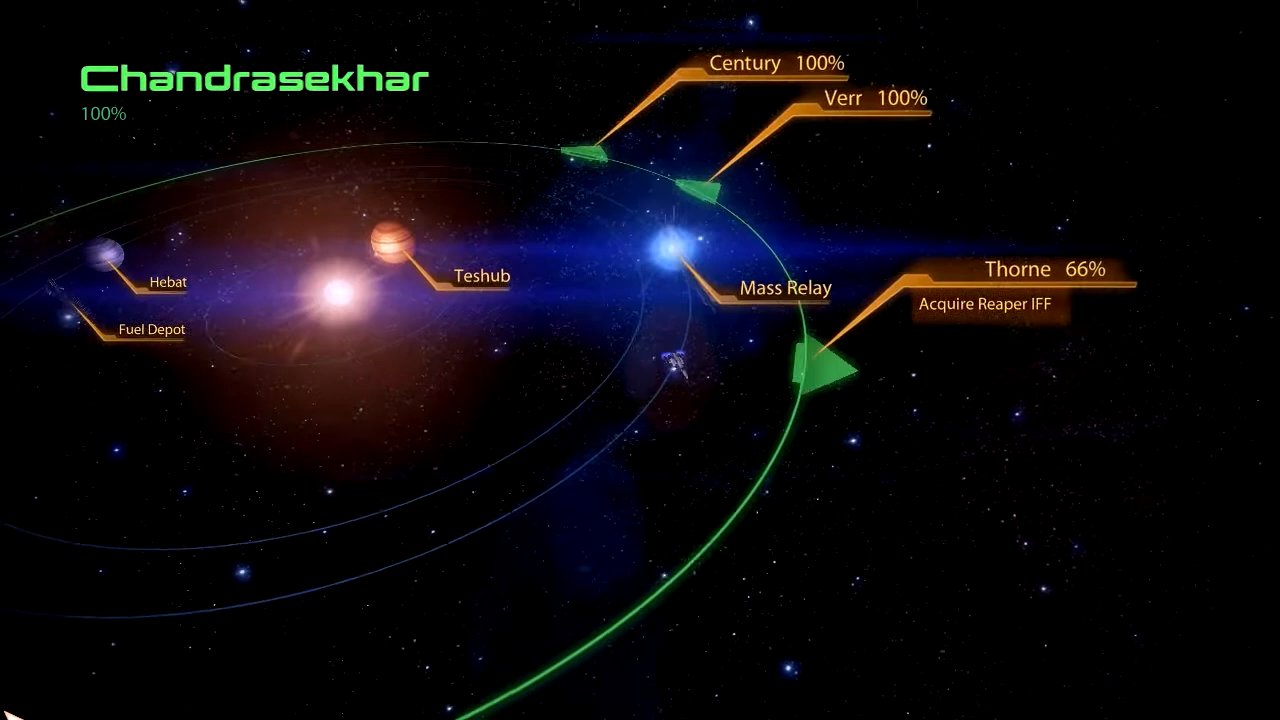 Chandrasekhar
100%
Century 100%
Verr 100%
Hebat
Teshub
Mass Relay
Thorne 66%
Acquire Reaper IFF
Fuel Depot